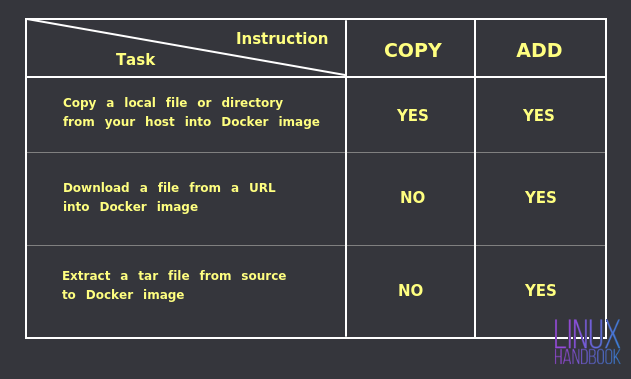 Instruction
Task
COPY
ADD
Copy a local file or directory
from your host into Docker image
YES
YES
Download a file from a URL
into Docker image
NO
YES
Extract a tar file from source
to Docker image
NO
YES
LINUX
HANDBOOK